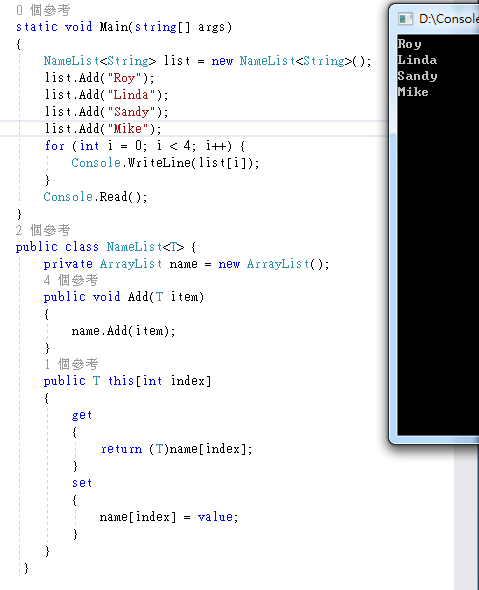 0 個參考
static void Main(string[] args)
{
    NameList<String> list = new NameList<String>();
    list.Add("Roy");
    list.Add("Linda");
    list.Add("Sandy");
    list.Add("Mike");
    for (int i = 0; i < 4; i++) {
        Console.WriteLine(list[i]);
    }
    Console.Read();
}
2 個參考
public class NameList<T> {
    private ArrayList name = new ArrayList();
    4 個參考
    public void Add(T item)
    {
        name.Add(item);
    }
    1 個參考
    public T this[int index]
    {
        get
        {
            return (T)name[index];
        }
        set
        {
            name[index] = value;
        }
    }
}
D:\Consol
Roy
Linda
Sandy
Mike